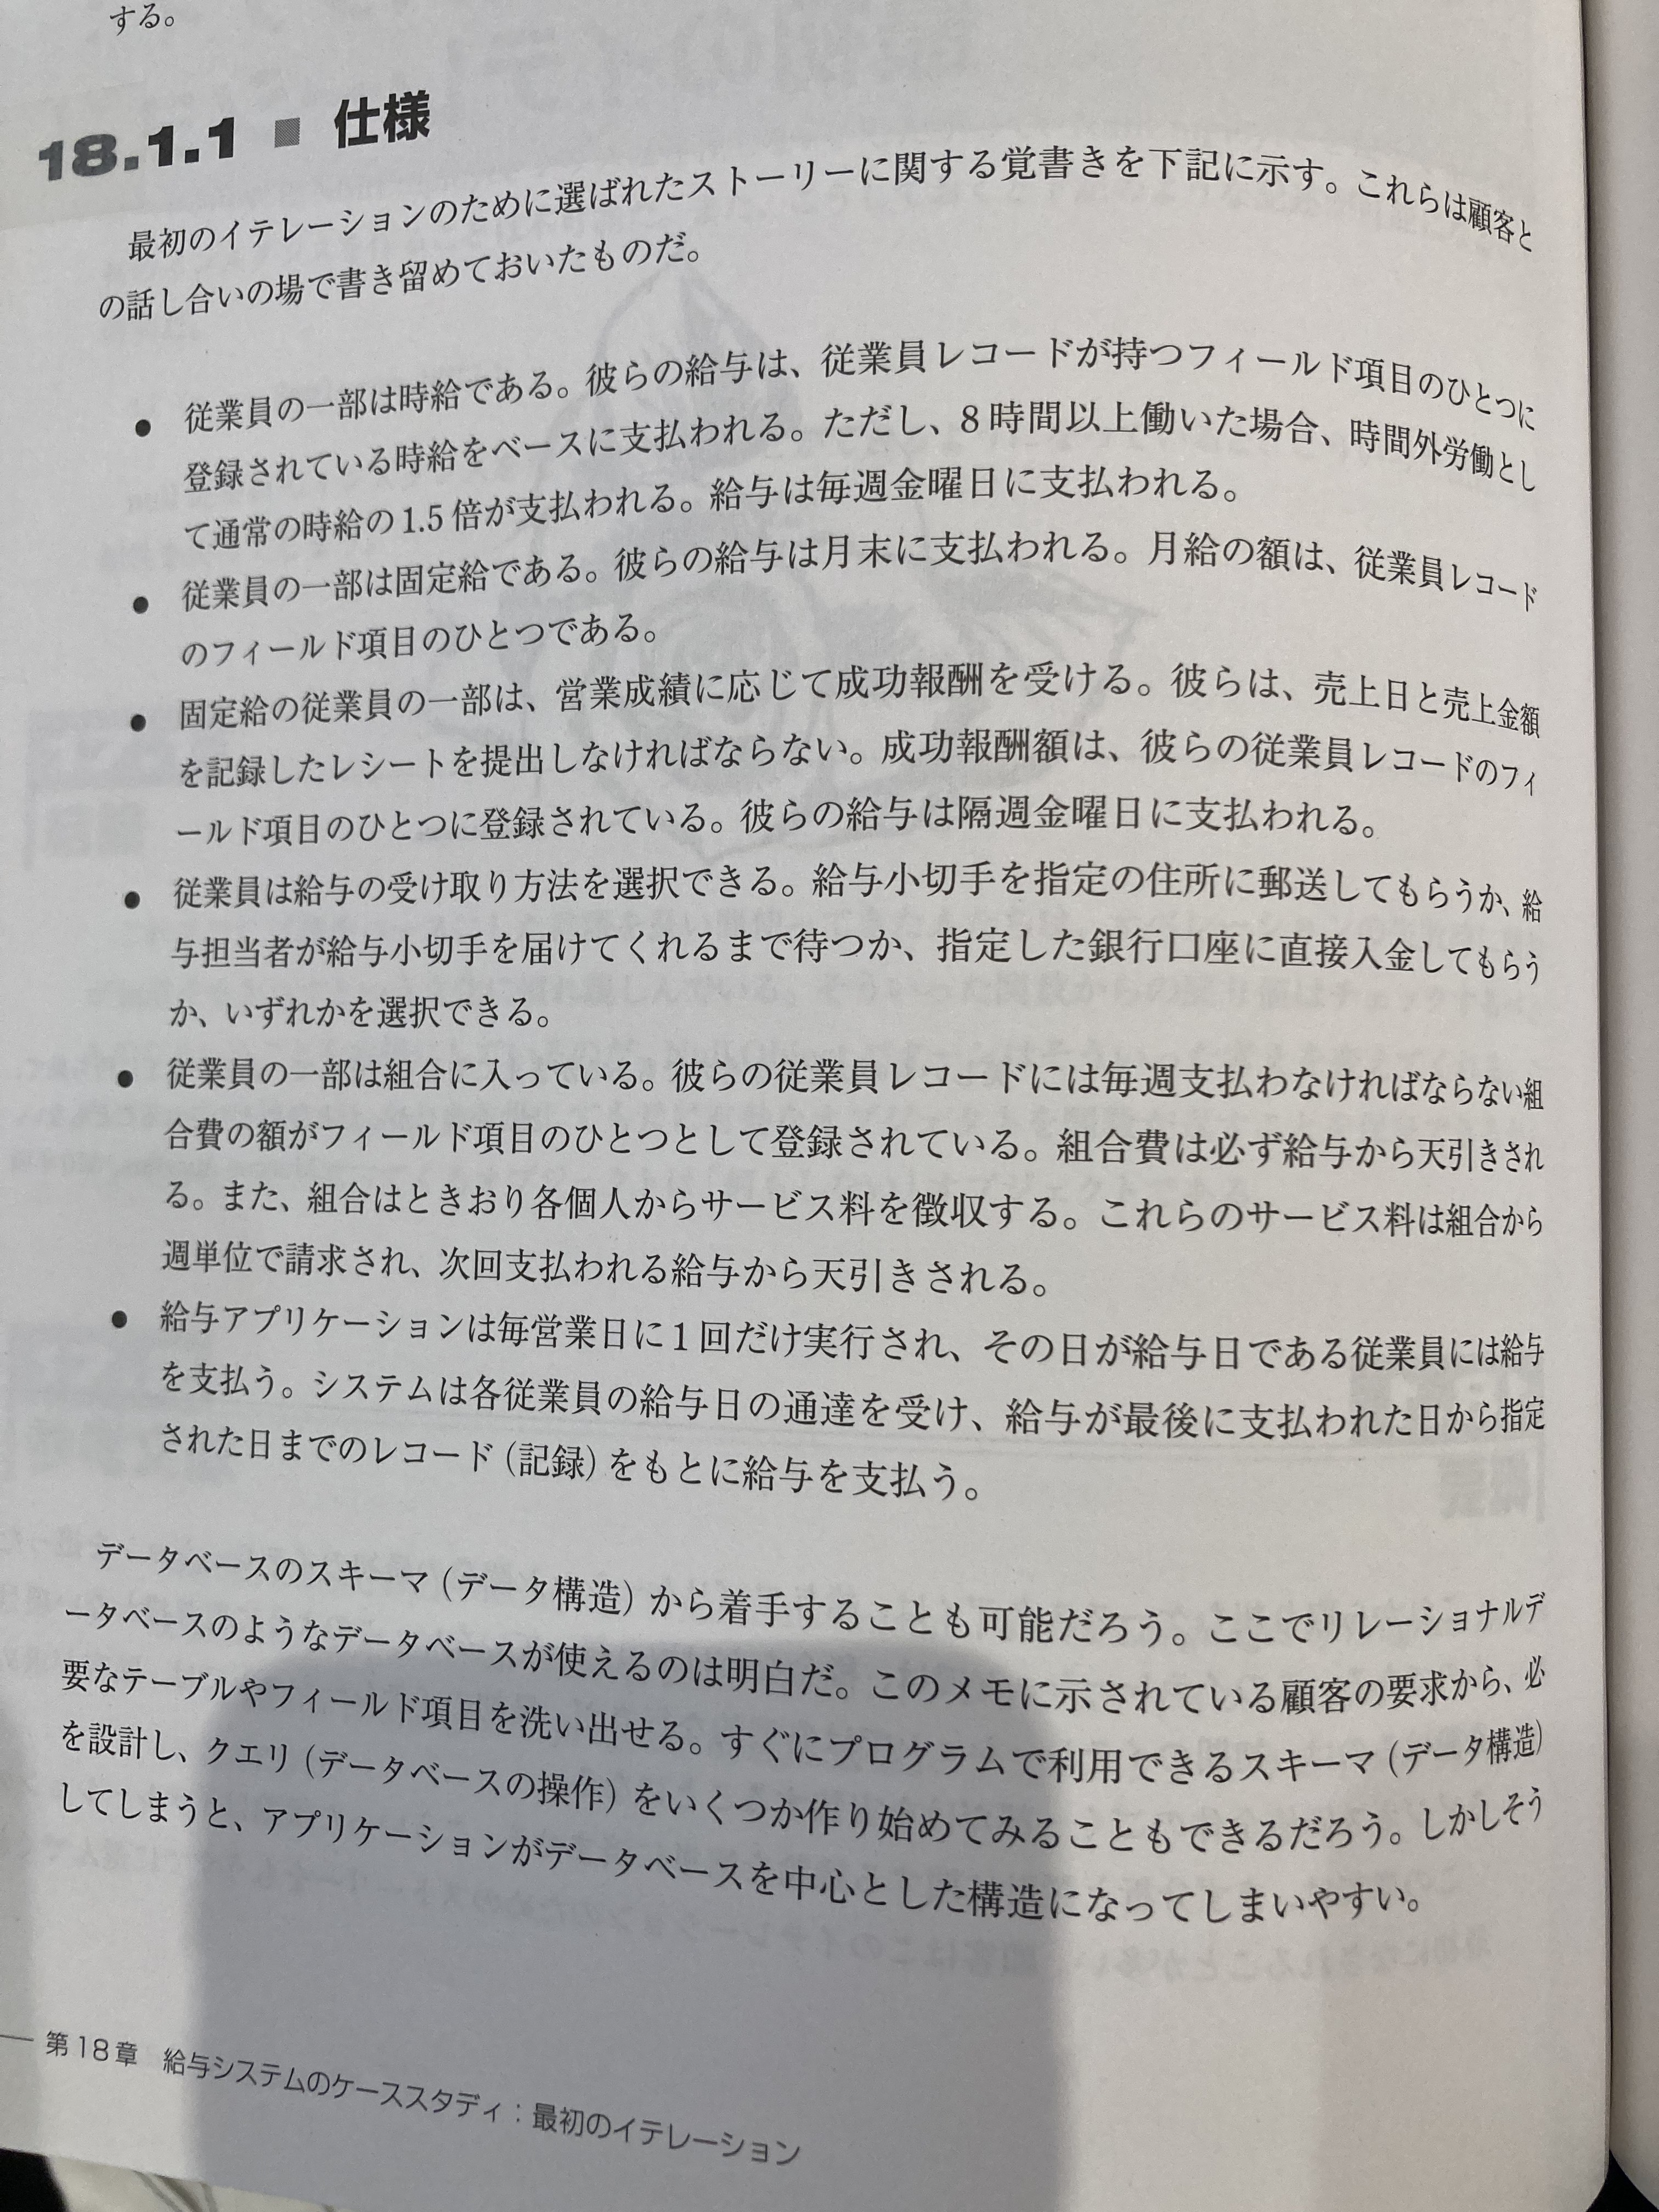 する。
18.1.1 ■ 仕様
最初のイテレーションのために選ばれたストーリーに関する覚書きを下記に示す。これらは顧客と
の話し合いの場で書き留めておいたものだ。
● 従業員の一部は時給である。彼らの給与は、従業員レコードが持つフィールド項目のひとつに
登録されている時給をベースに支払われる。ただし、8時間以上働いた場合、時間外労働とし
て通常の時給の1.5倍が支払われる。給与は毎週金曜日に支払われる。
● 従業員の一部は固定給である。彼らの給与は月末に支払われる。月給の額は、従業員レコード
のフィールド項目のひとつである。
● 固定給の従業員の一部は、営業成績に応じて成功報酬を受ける。彼らは、売上日と売上金額
を記録したレシートを提出しなければならない。成功報酬額は、彼らの従業員レコードのフィ
ールド項目のひとつに登録されている。彼らの給与は隔週金曜日に支払われる。
● 従業員は給与の受け取り方法を選択できる。給与小切手を指定の住所に郵送してもらうか、給
与担当者が給与小切手を届けてくれるまで待つか、指定した銀行口座に直接入金してもらう
か、いずれかを選択できる。
● 従業員の一部は組合に入っている。彼らの従業員レコードには毎週支払わなければならない組
合費の額がフィールド項目のひとつとして登録されている。組合費は必ず給与から天引きされ
る。また、組合はときおり各個人からサービス料を徴収する。これらのサービス料は組合から
週単位で請求され、次回支払われる給与から天引きされる。
● 給与アプリケーションは毎営業日に1回だけ実行され、その日が給与日である従業員には給与
を支払う。システムは各従業員の給与日の通達を受け、給与が最後に支払われた日から指定
された日までのレコード（記録）をもとに給与を支払う。
データベースのスキーマ（データ構造）から着手することも可能だろう。ここでリレーショナルデ
ータベースのようなデータベースが使えるのは明白だ。このメモに示されている顧客の要求から、必
要なテーブルやフィールド項目を洗い出せる。すぐにプログラムで利用できるスキーマ（データ構造）
を設計し、クエリ（データベースの操作）をいくつか作り始めてみることもできるだろう。しかしそう
してしまうと、アプリケーションがデータベースを中心とした構造になってしまいやすい。
第18章 給与システムのケーススタディ：最初のイテレーション